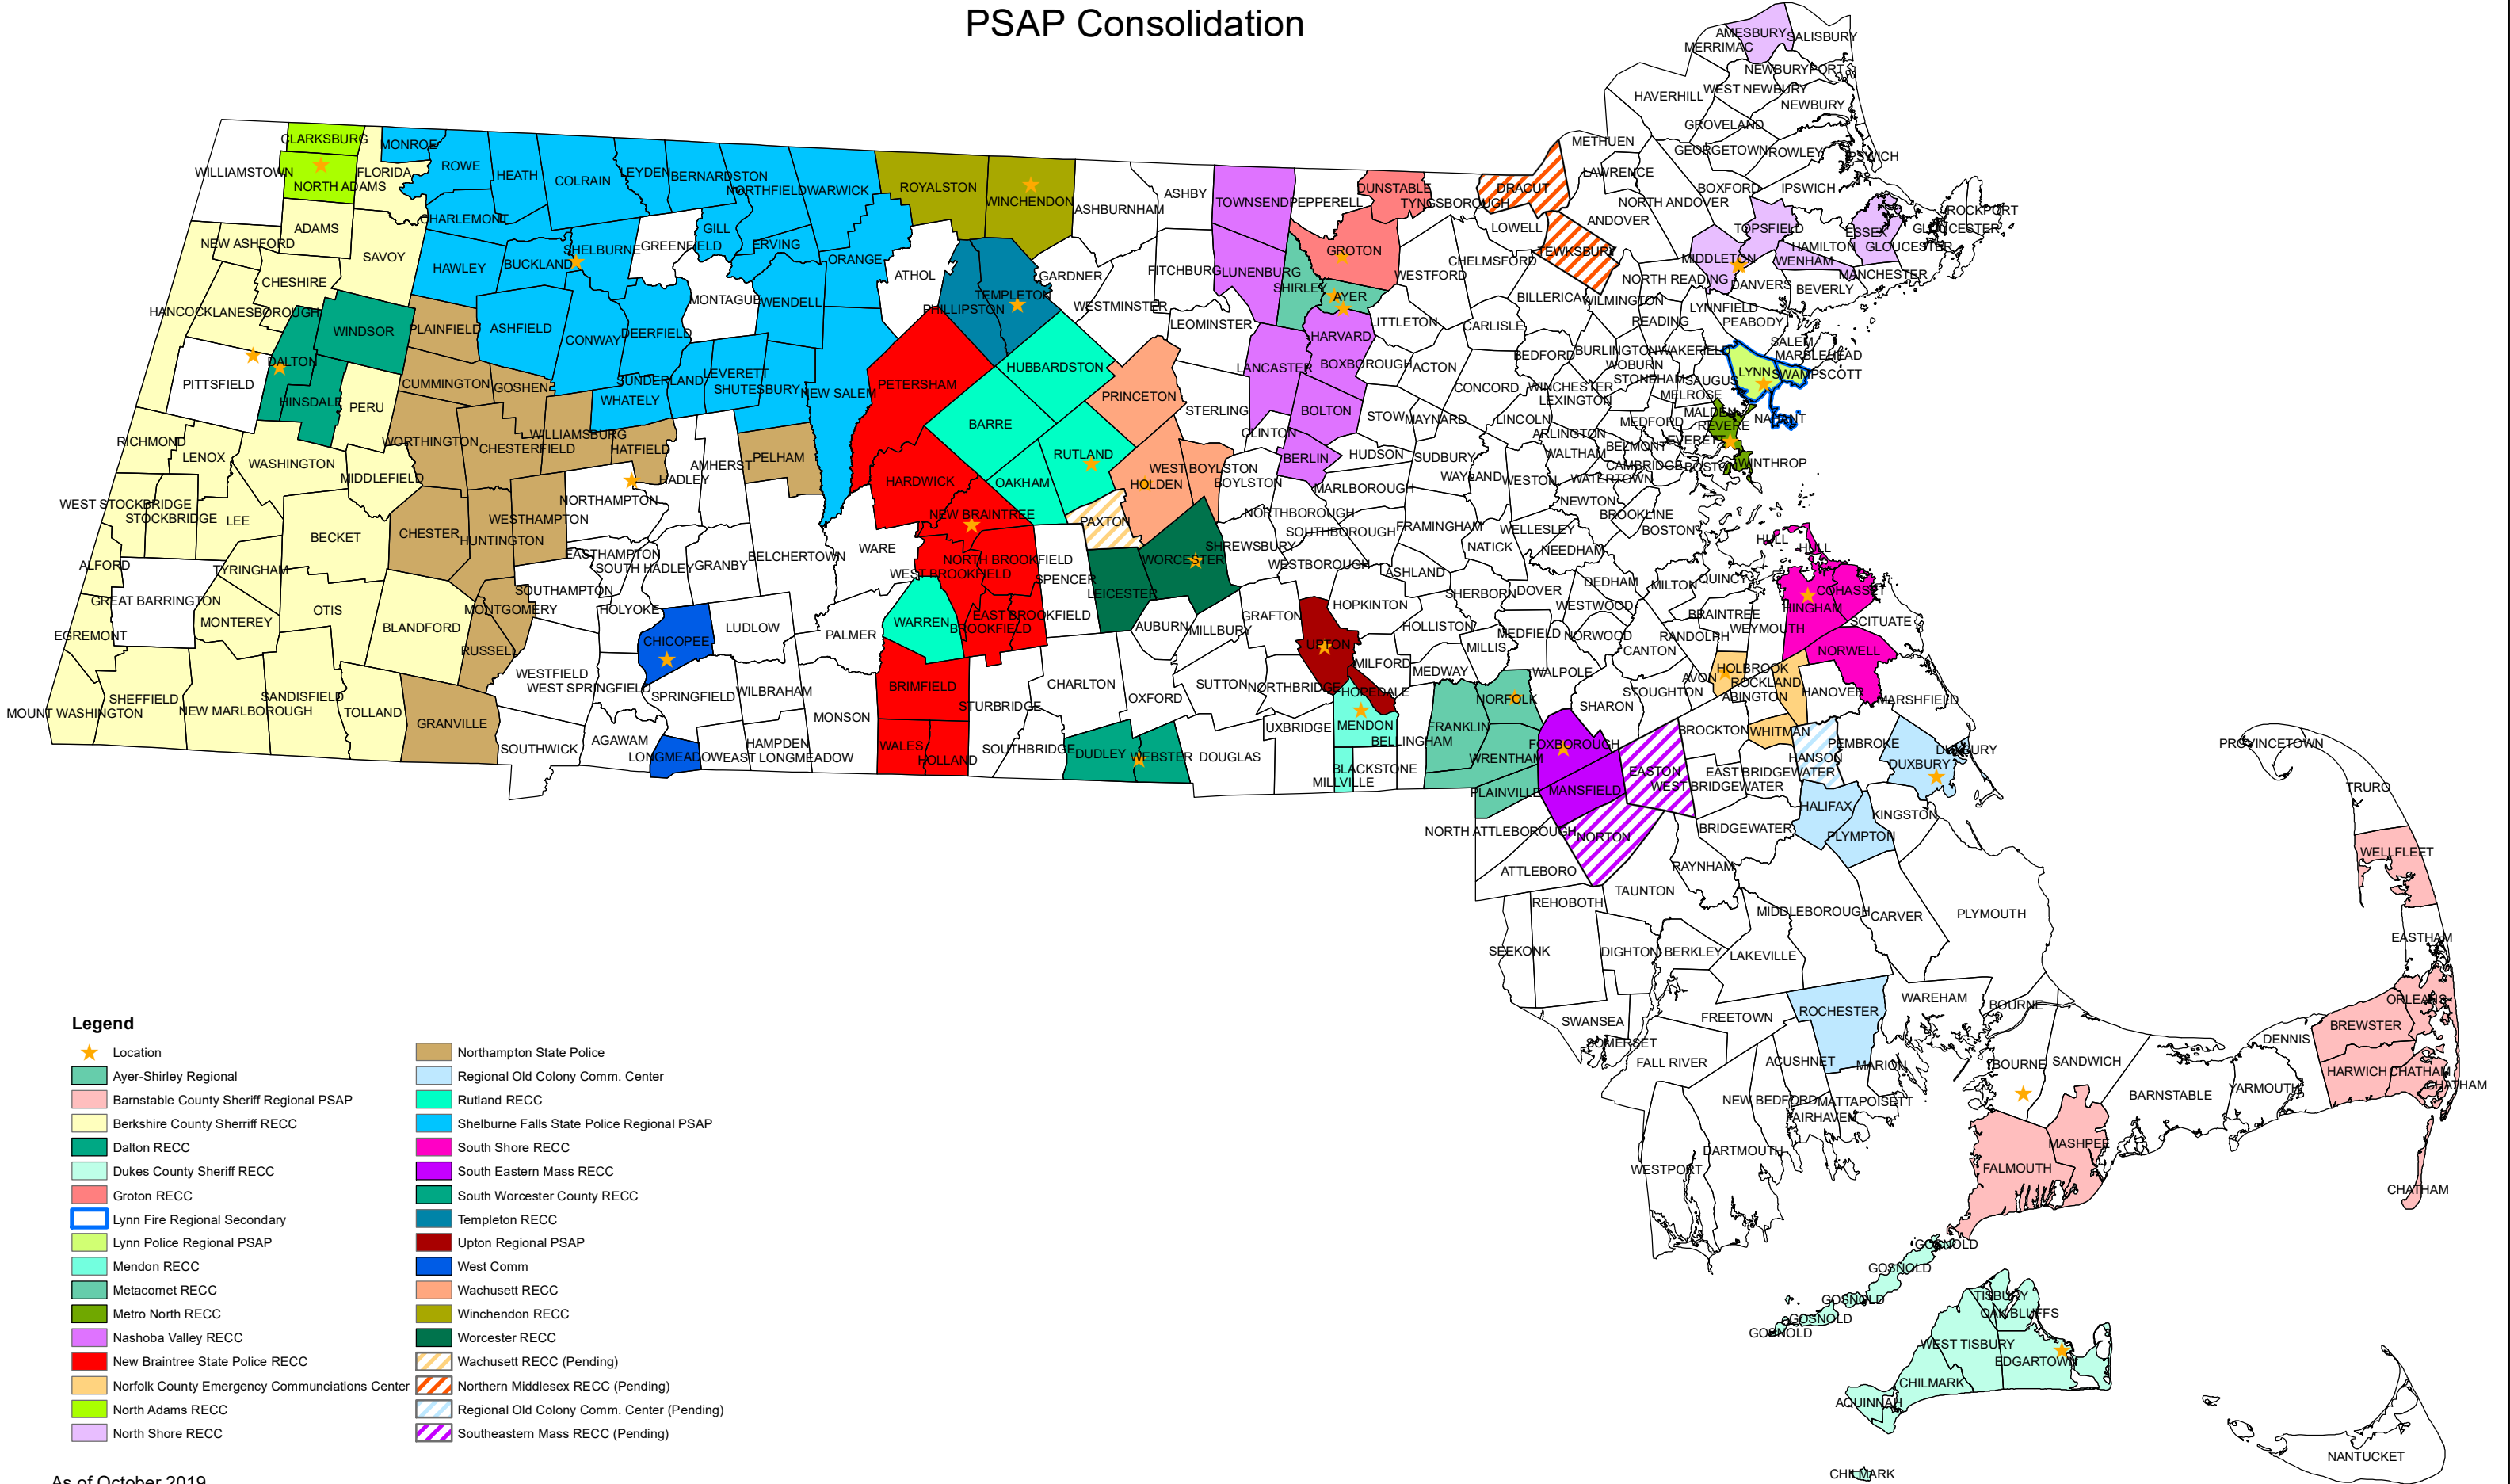 PSAP Consolidation
AMESBURY
SALISBURY
MERRIMAC
NEWBURYPORT
WEST NEWBURY
HAVERHILL
NEWBURY
GROVELAND
METHUEN
GEORGETOWN
ROWLEY
IPSWICH
LAWRENCE
BOXFORD
IPSWICH
NORTH ANDOVER
ANDOVER
ROCKPORT
TOPSFIELD
ESSEX
GLOUCESTER
HAMILTON
GLOUCESTER
MIDDLETON
WENHAM
MANCHESTER
NORTH READING
DANVERS
BEVERLY
WILMINGTON
LYNNFIELD
READING
PEABODY
SALEM
MARBLEHEAD
CLARKSBURG
MONROE
ROWE
HEATH
COLRAIN
LEYDEN
BERNARDSTON
NORTHFIELD
WARWICK
ROYALSTON
WINCHENDON
ASHBURNHAM
ASHBY
TOWNSEND
PEPPERELL
DUNSTABLE
TYNGSBOROUGH
DRACUT
LOWELL
TEWKSBURY
WILLIAMSTOWN
NORTH ADAMS
FLORIDA
CHARLEMONT
ADAMS
NEW ASHFORD
SAVOY
HAWLEY
BUCKLAND
SHELBURNE
GREENFIELD
GILL
ERVING
ORANGE
ATHOL
GARDNER
FITCHBURG
LUNENBURG
GROTON
SHIRLEY
AYER
WESTFORD
CHELMSFORD
BILLERICA
CHESHIRE
HANCOCK
LANESBOROUGH
WINDSOR
PLAINFIELD
ASHFIELD
CONWAY
DEERFIELD
MONTAGUE
WENDELL
PHILLIPSTON
TEMPLETON
WESTMINSTER
LEOMINSTER
HARVARD
LITTLETON
CARLISLE
BEDFORD
BURLINGTON
WAKEFIELD
WOBURN
DALTON
PITTSFIELD
HINSDALE
PERU
CUMMINGTON
GOSHEN
WHATELY
SUNDERLAND
LEVERETT
SHUTESBURY
NEW SALEM
PETERSHAM
HUBBARDSTON
PRINCETON
STERLING
LANCASTER
BOXBOROUGH
ACTON
CONCORD
WINCHESTER
STONEHAM
SAUGUS
LYNN
SWAMPSCOTT
LEXINGTON
MELROSE
BOLTON
STOW
MAYNARD
LINCOLN
MEDFORD
MALDEN
REVERE
NAHANT
RICHMOND
LENOX
WASHINGTON
MIDDLEFIELD
WORTHINGTON
CHESTERFIELD
WILLIAMSBURG
HATFIELD
AMHERST
HADLEY
PELHAM
BARRE
RUTLAND
OAKHAM
HARDWICK
WEST BOYLSTON
HOLDEN
BOYLSTON
CLINTON
BERLIN
HUDSON
SUDBURY
ARLINGTON
EVERETT
BELMONT
WALTHAM
CAMBRIDGE
BOSTON
WINTHROP
WATERTOWN
WAYLAND
WESTON
MARLBOROUGH
NEWTON
BROOKLINE
WEST STOCKBRIDGE
STOCKBRIDGE
LEE
BECKET
CHESTER
HUNTINGTON
WESTHAMPTON
NORTHAMPTON
EASTHAMPTON
SOUTH HADLEY
GRANBY
BELCHERTOWN
WARE
NEW BRAINTREE
NORTH BROOKFIELD
WEST BROOKFIELD
SPENCER
PAXTON
WORCESTER
LEICESTER
SHREWSBURY
NORTHBOROUGH
SOUTHBOROUGH
WESTBOROUGH
FRAMINGHAM
NATICK
WELLESLEY
NEEDHAM
BOSTON
HULL
HULL
ALFORD
TYRINGHAM
GREAT BARRINGTON
MONTEREY
OTIS
BLANDFORD
MONTGOMERY
SOUTHAMPTON
HOLYOKE
CHICOPEE
LUDLOW
PALMER
WARREN
EAST BROOKFIELD
BROOKFIELD
AUBURN
MILLBURY
GRAFTON
ASHLAND
HOPKINTON
SHERBORN
DOVER
DEDHAM
MILTON
QUINCY
WESTWOOD
COHASSET
HINGHAM
BRAINTREE
WEYMOUTH
SCITUATE
HOLLISTON
MEDFIELD
NORWOOD
RANDOLPH
MILLIS
CANTON
NORWELL
EGREMONT
RUSSELL
WESTFIELD
WEST SPRINGFIELD
SPRINGFIELD
WILBRAHAM
BRIMFIELD
CHARLTON
OXFORD
SUTTON
NORTHBRIDGE
UPTON
MILFORD
MEDWAY
WALPOLE
HOLBROOK
AVON
ROCKLAND
ABINGTON
HANOVER
STOUGHTON
MARSHFIELD
SHARON
HOPEDALE
NORFOLK
SHEFFIELD
MOUNT WASHINGTON
NEW MARLBOROUGH
SANDISFIELD
TOLLAND
GRANVILLE
SOUTHWICK
AGAWAM
LONGMEADOW
EAST LONGMEADOW
HAMPDEN
MONSON
WALES
HOLLAND
STURBRIDGE
SOUTHBRIDGE
DUDLEY
WEBSTER
DOUGLAS
UXBRIDGE
MENDON
BELLINGHAM
BLACKSTONE
MILLVILLE
FRANKLIN
WRENTHAM
PLAINVILLE
FOXBOROUGH
MANSFIELD
EASTON
BROCKTON
WHITMAN
HANSON
PEMBROKE
DUXBURY
DUXBURY
EAST BRIDGEWATER
WEST BRIDGEWATER
HALIFAX
KINGSTON
PLYMPTON
BRIDGEWATER
NORTH ATTLEBOROUGH
NORTON
ATTLEBORO
RAYNHAM
TAUNTON
REHOBOTH
MIDDLEBOROUGH
CARVER
PLYMOUTH
SEEKONK
DIGHTON
BERKLEY
LAKEVILLE
PROVINCETOWN
TRURO
WELLFLEET
EASTHAM
ORLEANS
BREWSTER
DENNIS
HARWICH
CHATHAM
CHATHAM
CHATHAM
YARMOUTH
BARNSTABLE
SANDWICH
BOURNE
BOURNE
WAREHAM
ROCHESTER
FREETOWN
SWANSEA
SOMERSET
FALL RIVER
ACUSHNET
MARION
NEW BEDFORD
MATTAPOISETT
FAIRHAVEN
DARTMOUTH
WESTPORT
MASHPEE
FALMOUTH
GOSNOLD
GOSNOLD
GOSNOLD
GOSNOLD
GOSNOLD
TISBURY
OAK BLUFFS
WEST TISBURY
EDGARTOWN
CHILMARK
AQUINNAH
CHILMARK
NANTUCKET
Legend
Location
Ayer-Shirley Regional
Barnstable County Sheriff Regional PSAP
Berkshire County Sherriff RECC
Dalton RECC
Dukes County Sheriff RECC
Groton RECC
Lynn Fire Regional Secondary
Lynn Police Regional PSAP
Mendon RECC
Metacomet RECC
Metro North RECC
Nashoba Valley RECC
New Braintree State Police RECC
Norfolk County Emergency Communciations Center
North Adams RECC
North Shore RECC
Northampton State Police
Regional Old Colony Comm. Center
Rutland RECC
Shelburne Falls State Police Regional PSAP
South Shore RECC
South Eastern Mass RECC
South Worcester County RECC
Templeton RECC
Upton Regional PSAP
West Comm
Wachusett RECC
Winchendon RECC
Worcester RECC
Wachusett RECC (Pending)
Northern Middlesex RECC (Pending)
Regional Old Colony Comm. Center (Pending)
Southeastern Mass RECC (Pending)
As of October 2019